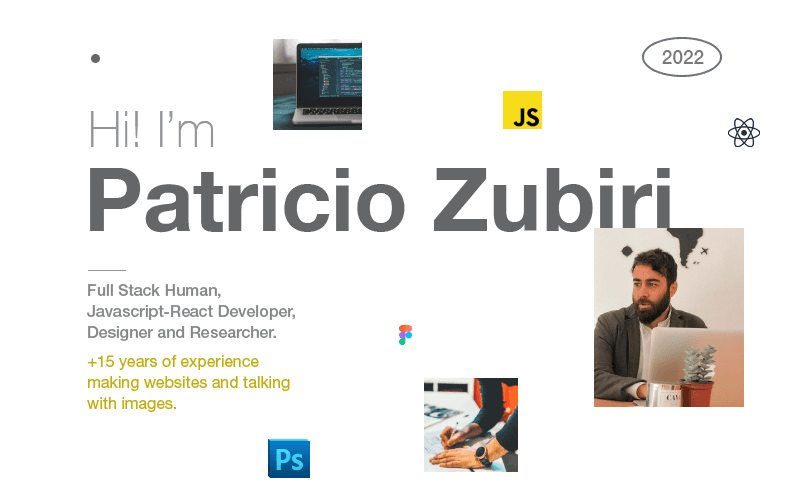 2022
JS
Hi! I'm
Patricio Zubiri
Full Stack Human,
Javascript-React Developer,
Designer and Researcher.
+15 years of experience
making websites and talking
with images.
Ps